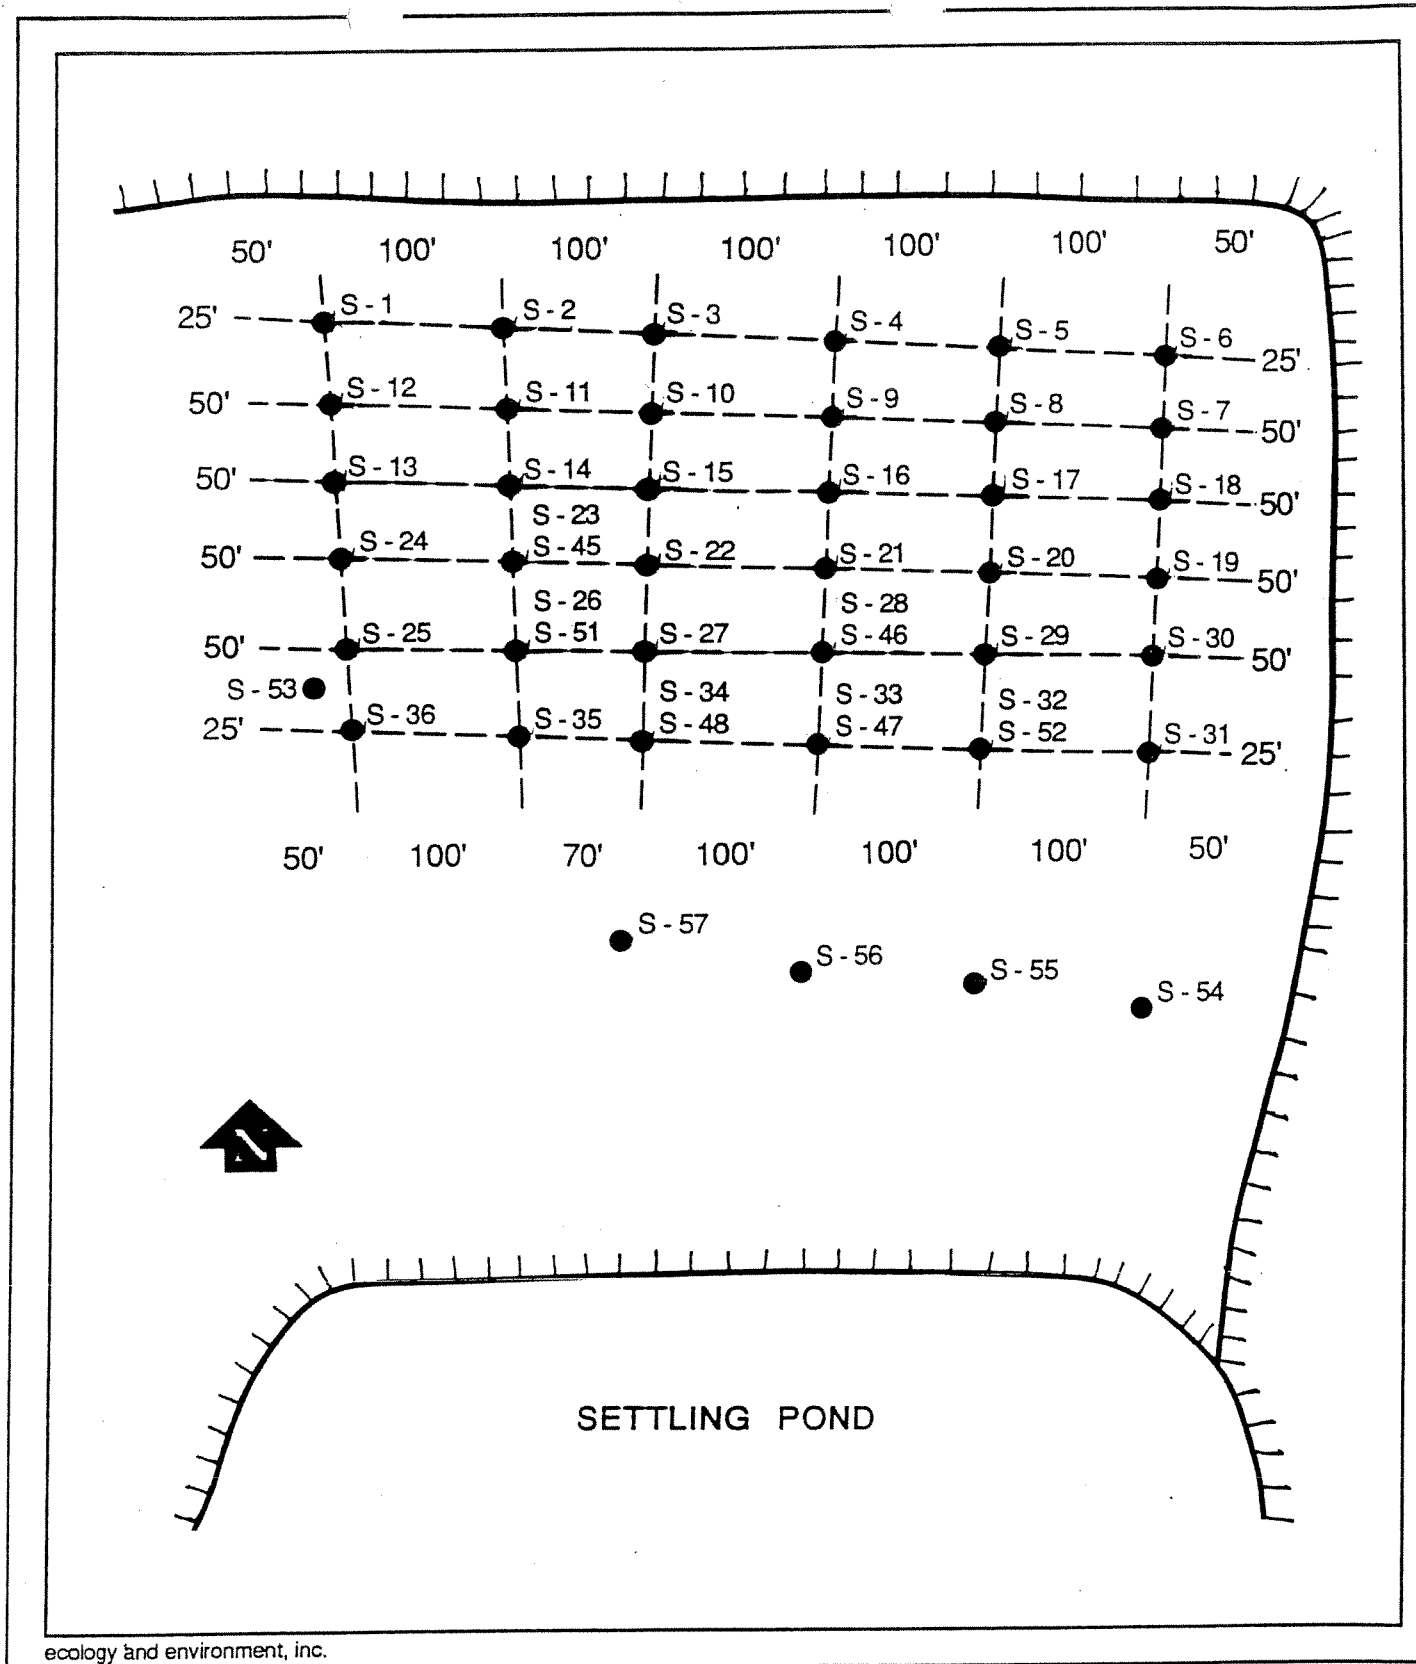 50' 100' 100' 100' 100' 100' 50'
25' S-1 S-2 S-3 S-4 S-5 S-6 25'
50' S-12 S-11 S-10 S-9 S-8 S-7 50'
50' S-13 S-14 S-15 S-16 S-17 S-18 50'
S-23
50' S-24 S-45 S-22 S-21 S-20 S-19 50'
S-26 S-28
50' S-25 S-51 S-27 S-46 S-29 S-30 50'
S-53 S-34 S-33 S-32
25' S-36 S-35 S-48 S-47 S-52 S-31 25'
50' 100' 70' 100' 100' 100' 50'
S-57
S-56
S-55
S-54
N
SETTLING POND
ecology and environment, inc.